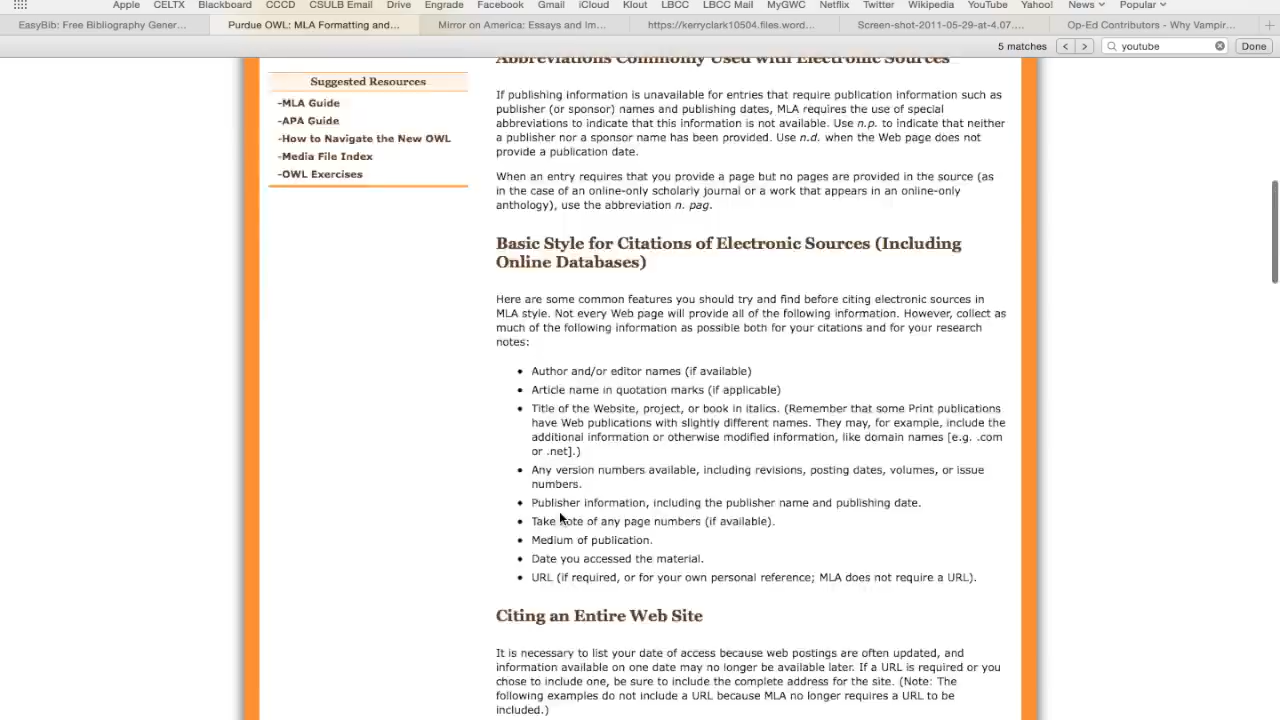 Apple CELTX Blackboard CCCD CSULB Email Drive Engrade Facebook Gmail iCloud Klout LBCC LBCC Mail MyGWC Netflix Twitter Wikipedia YouTube Yahoo! News Popular
EasyBib: Free Bibliography Gener... Purdue OWL: MLA Formatting and... Mirror on America: Essays and Im... https://kerryclark10504.files.word... Screen-shot-2011-05-29-at-4.07.... Op-Ed Contributors - Why Vampir...
5 matches youtube Done
Abbreviations Commonly Used with Electronic Sources
Suggested Resources
-MLA Guide
-APA Guide
-How to Navigate the New OWL
-Media File Index
-OWL Exercises
If publishing information is unavailable for entries that require publication information such as
publisher (or sponsor) names and publishing dates, MLA requires the use of special
abbreviations to indicate that this information is not available. Use n.p. to indicate that neither
a publisher nor a sponsor name has been provided. Use n.d. when the Web page does not
provide a publication date.
When an entry requires that you provide a page but no pages are provided in the source (as
in the case of an online-only scholarly journal or a work that appears in an online-only
anthology), use the abbreviation n. pag.
Basic Style for Citations of Electronic Sources (Including
Online Databases)
Here are some common features you should try and find before citing electronic sources in
MLA style. Not every Web page will provide all of the following information. However, collect as
much of the following information as possible both for your citations and for your research
notes:
• Author and/or editor names (if available)
• Article name in quotation marks (if applicable)
• Title of the Website, project, or book in italics. (Remember that some Print publications
have Web publications with slightly different names. They may, for example, include the
additional information or otherwise modified information, like domain names [e.g. .com
or .net].)
• Any version numbers available, including revisions, posting dates, volumes, or issue
numbers.
• Publisher information, including the publisher name and publishing date.
• Take note of any page numbers (if available).
• Medium of publication.
• Date you accessed the material.
• URL (if required, or for your own personal reference; MLA does not require a URL).
Citing an Entire Web Site
It is necessary to list your date of access because web postings are often updated, and
information available on one date may no longer be available later. If a URL is required or you
chose to include one, be sure to include the complete address for the site. (Note: The
following examples do not include a URL because MLA no longer requires a URL to be
included.)